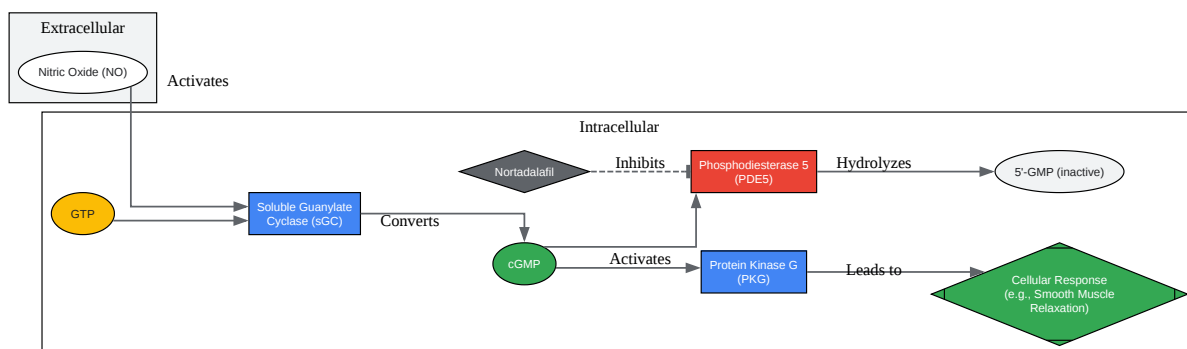 Extracellular
Nitric Oxide (NO)
Activates
Intracellular
Nortadalafil
Inhibits
Phosphodiesterase 5
(PDE5)
Hydrolyzes
5'-GMP (inactive)
GTP
Soluble Guanylate
Cyclase (sGC)
Converts
cGMP
Activates
Protein Kinase G
(PKG)
Leads to
Cellular Response
(e.g., Smooth Muscle
Relaxation)